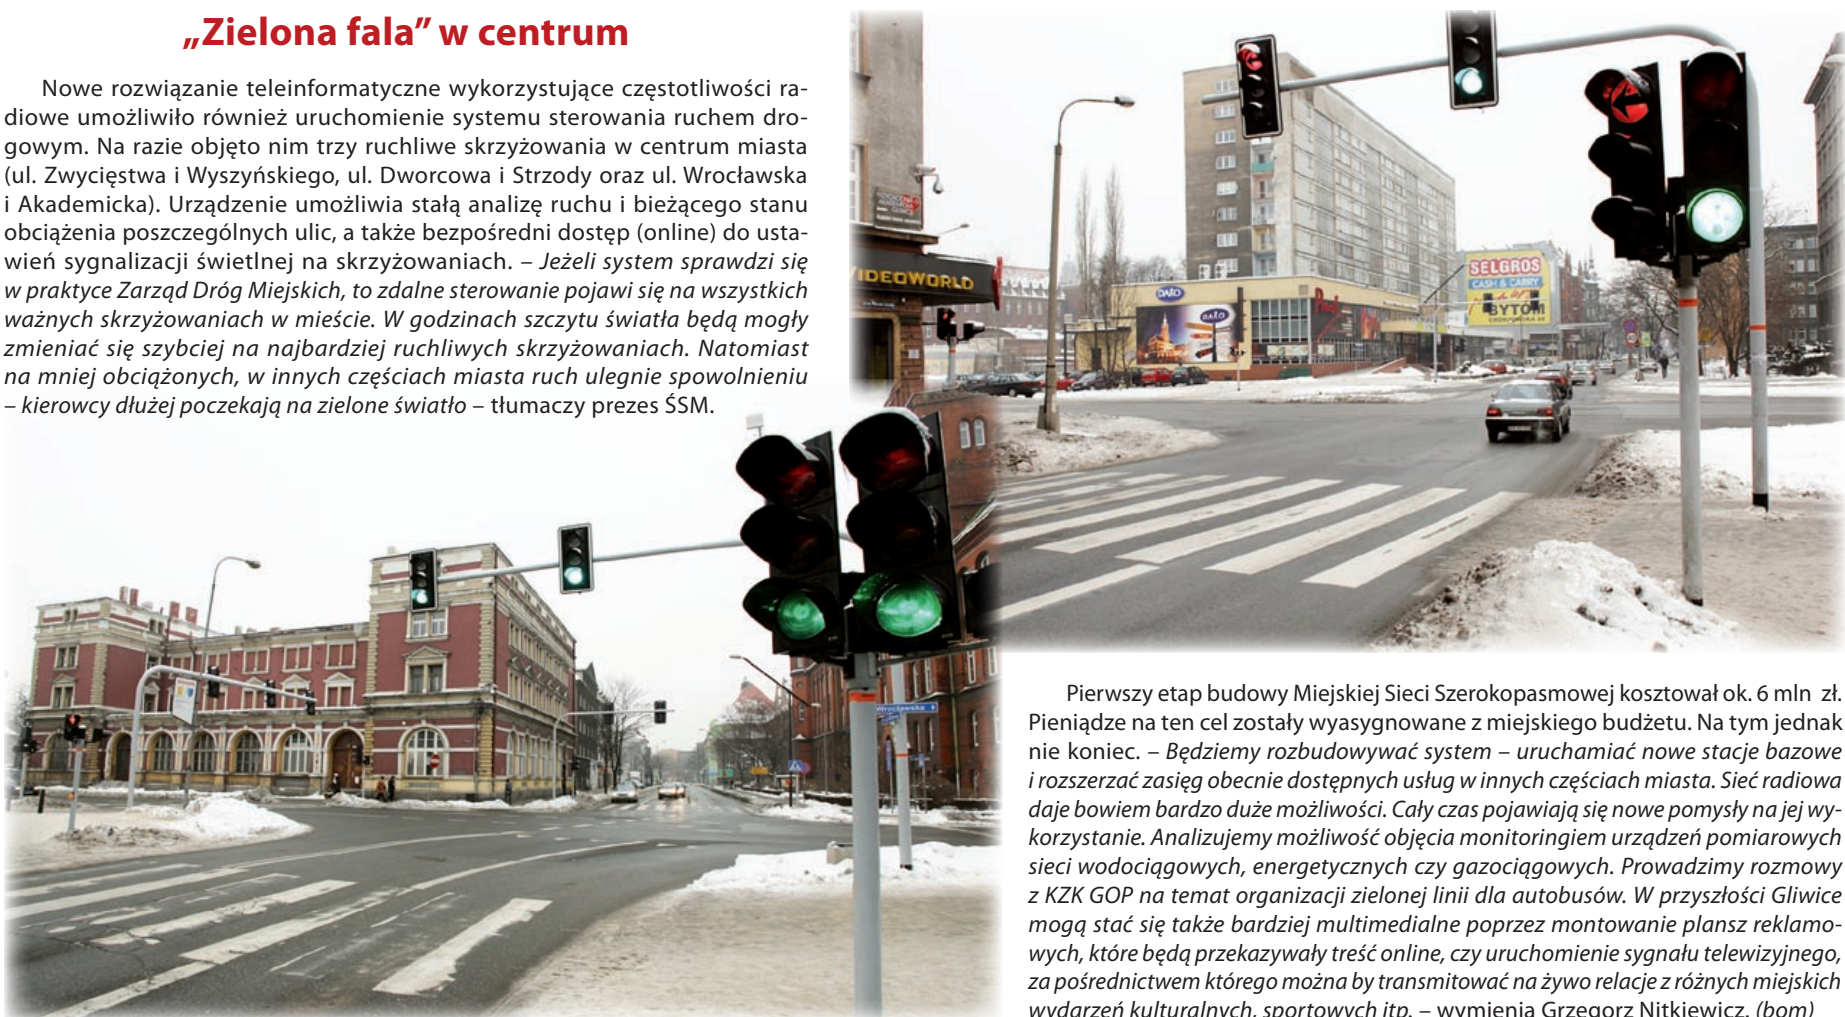 „Zielona fala” w centrum
Nowe rozwiązanie teleinformatyczne wykorzystujące częstotliwości ra-
diowe umożliwiło również uruchomienie systemu sterowania ruchem dro-
gowym. Na razie objęto nim trzy ruchliwe skrzyżowania w centrum miasta
(ul. Zwycięstwa i Wyszyńskiego, ul. Dworcowa i Strzody oraz ul. Wrocławska
i Akademicka). Urządzenie umożliwia stałą analizę ruchu i bieżącego stanu
obciążenia poszczególnych ulic, a także bezpośredni dostęp (online) do usta-
wień sygnalizacji świetlnej na skrzyżowaniach. – Jeżeli system sprawdzi się
w praktyce Zarząd Dróg Miejskich, to zdalne sterowanie pojawi się na wszystkich
ważnych skrzyżowaniach w mieście. W godzinach szczytu światła będą mogły
zmieniać się szybciej na najbardziej ruchliwych skrzyżowaniach. Natomiast
na mniej obciążonych, w innych częściach miasta ruch ulegnie spowolnieniu
– kierowcy dłużej poczekają na zielone światło – tłumaczy prezes ŚSM.
VIDEOWORLD
DAKO
DAKO
SELGROS
CASH & CARRY
BYTOM
Wrocławska
Pierwszy etap budowy Miejskiej Sieci Szerokopasmowej kosztował ok. 6 mln zł.
Pieniądze na ten cel zostały wyasygnowane z miejskiego budżetu. Na tym jednak
nie koniec. – Będziemy rozbudowywać system – uruchamiać nowe stacje bazowe
i rozszerzać zasięg obecnie dostępnych usług w innych częściach miasta. Sieć radiowa
daje bowiem bardzo duże możliwości. Cały czas pojawiają się nowe pomysły na jej wy-
korzystanie. Analizujemy możliwość objęcia monitoringiem urządzeń pomiarowych
sieci wodociągowych, energetycznych czy gazociągowych. Prowadzimy rozmowy
z KZK GOP na temat organizacji zielonej linii dla autobusów. W przyszłości Gliwice
mogą stać się także bardziej multimedialne poprzez montowanie plansz reklamo-
wych, które będą przekazywały treść online, czy uruchomienie sygnału telewizyjnego,
za pośrednictwem którego można by transmitować na żywo relacje z różnych miejskich
wydarzeń kulturalnych, sportowych itp. – wymienia Grzegorz Nitkiewicz. (bom)